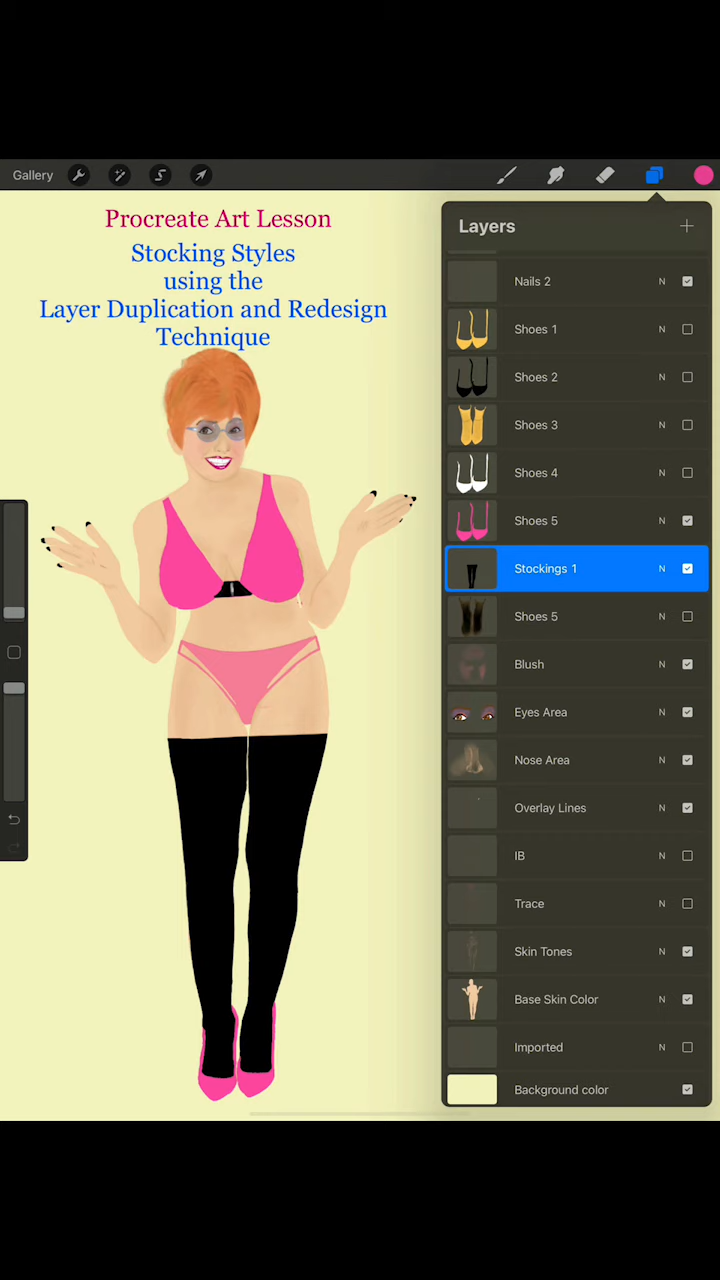 Gallery
Procreate Art Lesson
Stocking Styles
using the
Layer Duplication and Redesign
Technique
Layers
Nails 2 N
Shoes 1 N
Shoes 2 N
Shoes 3 N
Shoes 4 N
Shoes 5 N
Stockings 1 N
Shoes 5 N
Blush N
Eyes Area N
Nose Area N
Overlay Lines N
IB N
Trace N
Skin Tones N
Base Skin Color N
Imported N
Background color